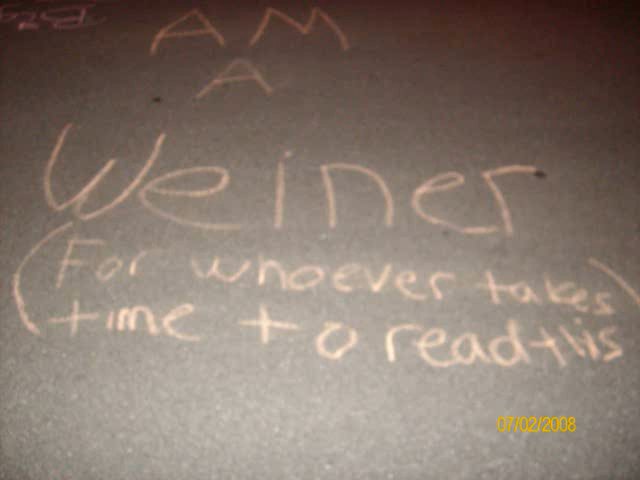 AM
A
Weiner
(For whoever takes)
time to read this
07/02/2008